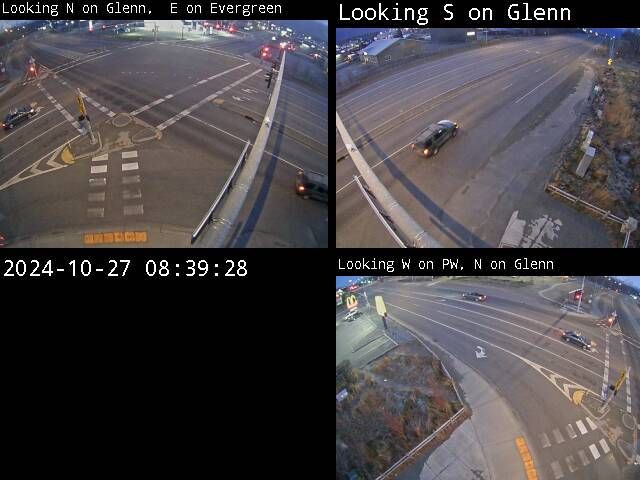 Looking N on Glenn, E on Evergreen
Looking S on Glenn
2024-10-27 08:39:28
Looking W on PW, N on Glenn